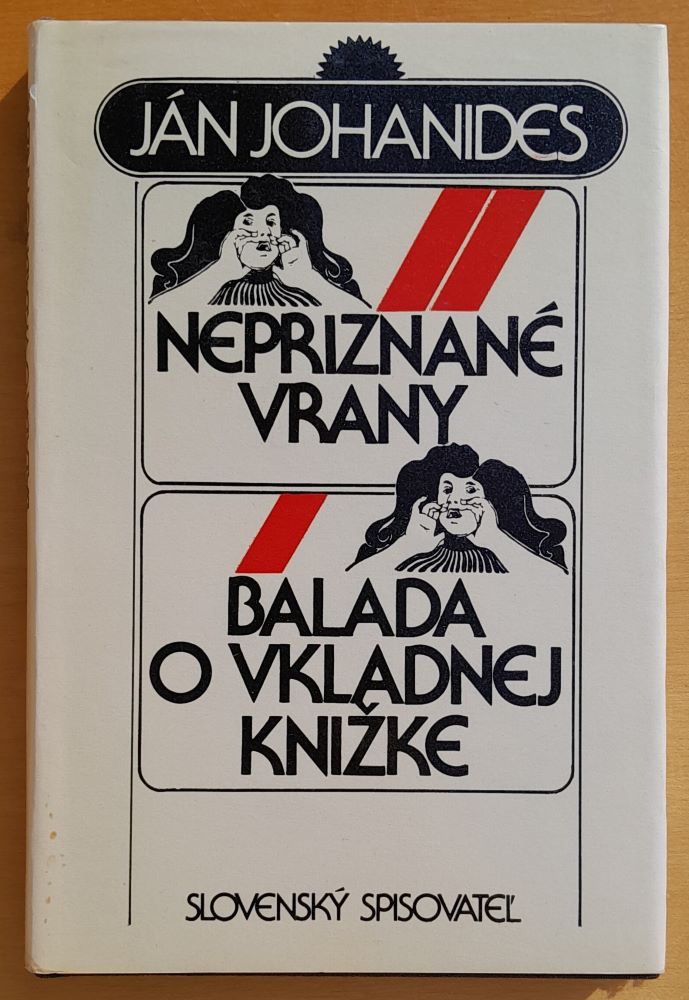 JÁN JOHANIDES
NEPRIZNANÉ
VRANY
BALADA
O VKLADNEJ
KNIŽKE
SLOVENSKÝ SPISOVATEĽ